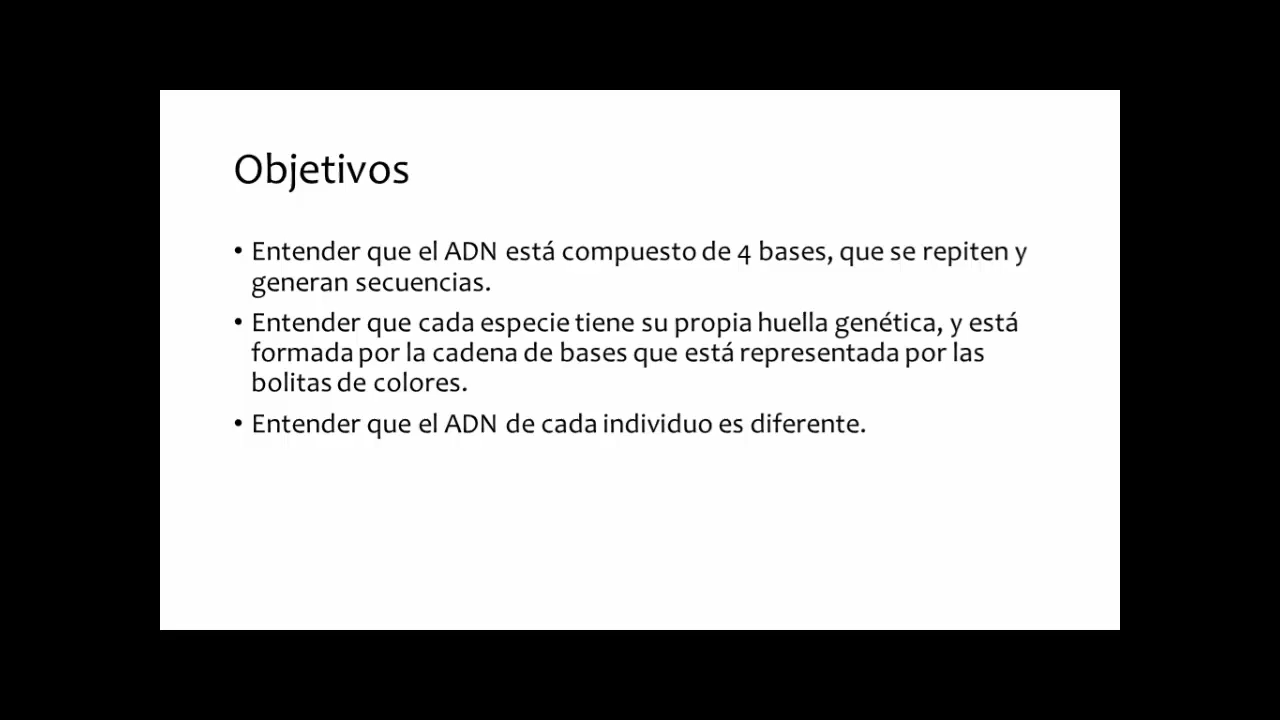 Objetivos
• Entender que el ADN está compuesto de 4 bases, que se repiten y
generan secuencias.
• Entender que cada especie tiene su propia huella genética, y está
formada por la cadena de bases que está representada por las
bolitas de colores.
• Entender que el ADN de cada individuo es diferente.